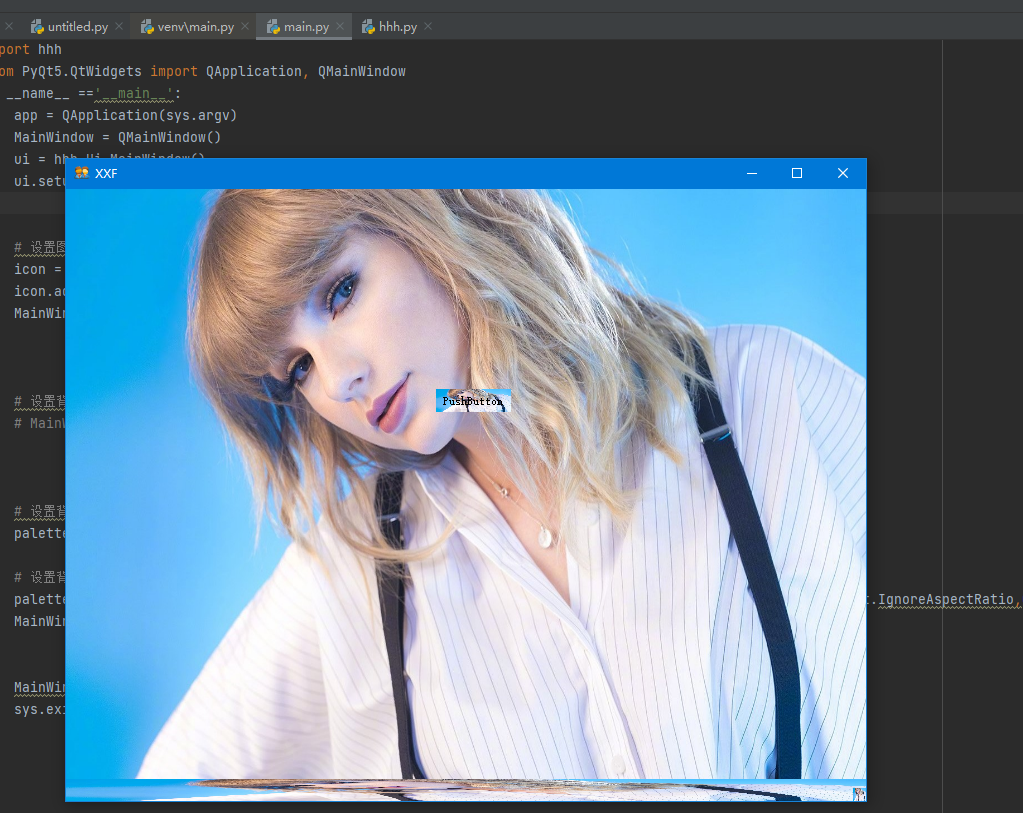 untitled.py venv\main.py main.py hhh.py
port hhh
om PyQt5.QtWidgets import QApplication, QMainWindow
__name__ =='__main__':
app = QApplication(sys.argv)
MainWindow = QMainWindow()
ui = hhh.Ui_MainWindow()
ui.setu
XXF
# 设置图
icon =
icon.ad
MainWin
PushButton
# 设置背
# MainW
# 设置背
palette
# 设置背
palette t.IgnoreAspectRatio,
MainWin
MainWin
sys.exi